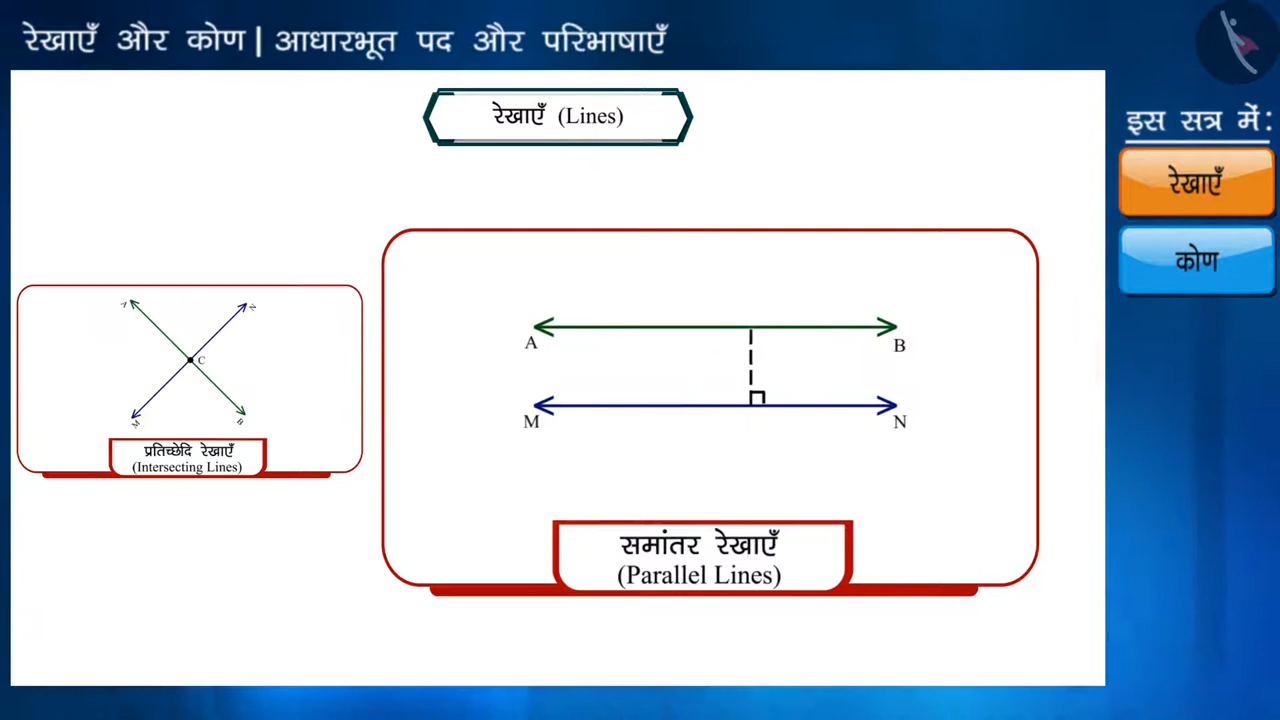 रेखाएँ और कोण | आधारभूत पद और परिभाषाएँ
रेखाएँ (Lines)
इस सत्र में:
रेखाएँ
कोण
A
N
C
M
B
प्रतिच्छेदि रेखाएँ
(Intersecting Lines)
A
B
M
N
समांतर रेखाएँ
(Parallel Lines)